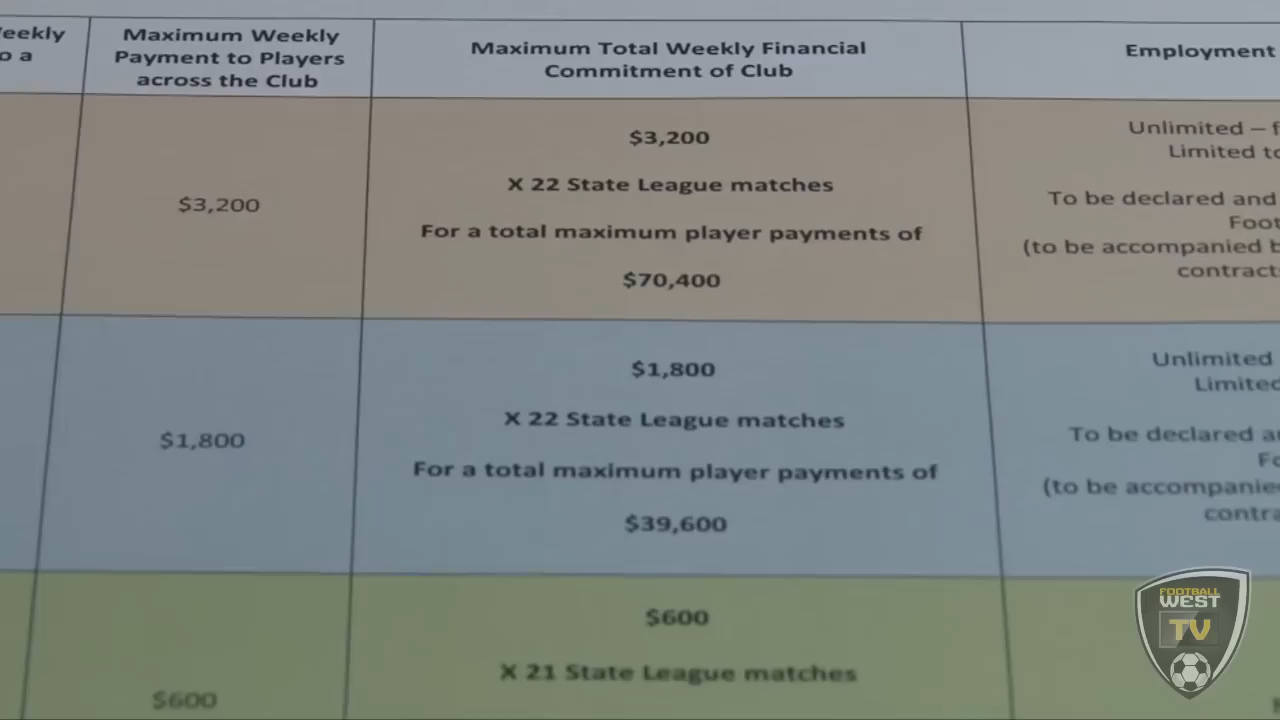 Weekly
to a
Maximum Weekly
Payment to Players
across the Club
Maximum Total Weekly Financial
Commitment of Club
Employment
$3,200
$3,200
X 22 State League matches
For a total maximum player payments of
$70,400
Unlimited –
Limited
To be declared and
(to be accompanied
$1,800
$1,800
X 22 State League matches
For a total maximum player payments of
$39,600
Unlimited
Limited
To be declared
(to be
$600
$600
X 21 State League matches
FOOTBALL
WEST
TV